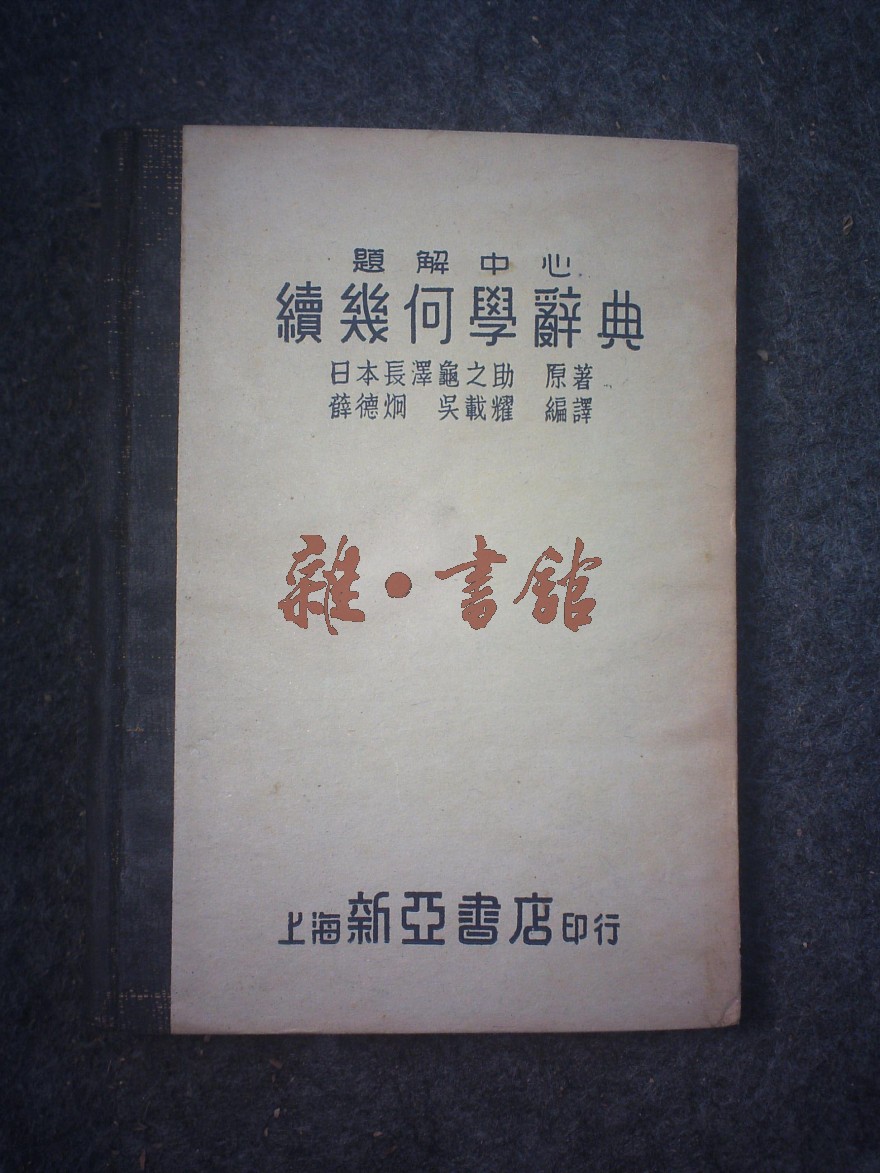 題解中心
續幾何學辭典
日本長澤龜之助 原著
薛德炯 吳載耀 編譯
雜·書館
上海新亞書店印行